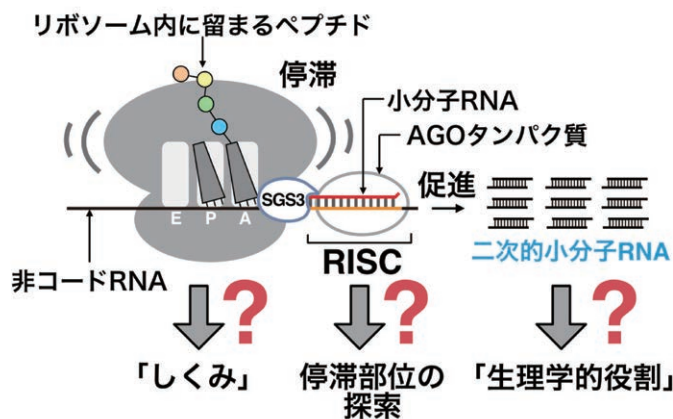 リボソーム内に留まるペプチド
停滞
小分子RNA
AGOタンパク質
促進
SGS3
E P A
非コードRNA
RISC
二次的小分子RNA
? ? ?
「しくみ」
停滞部位の
探索
「生理学的役割」